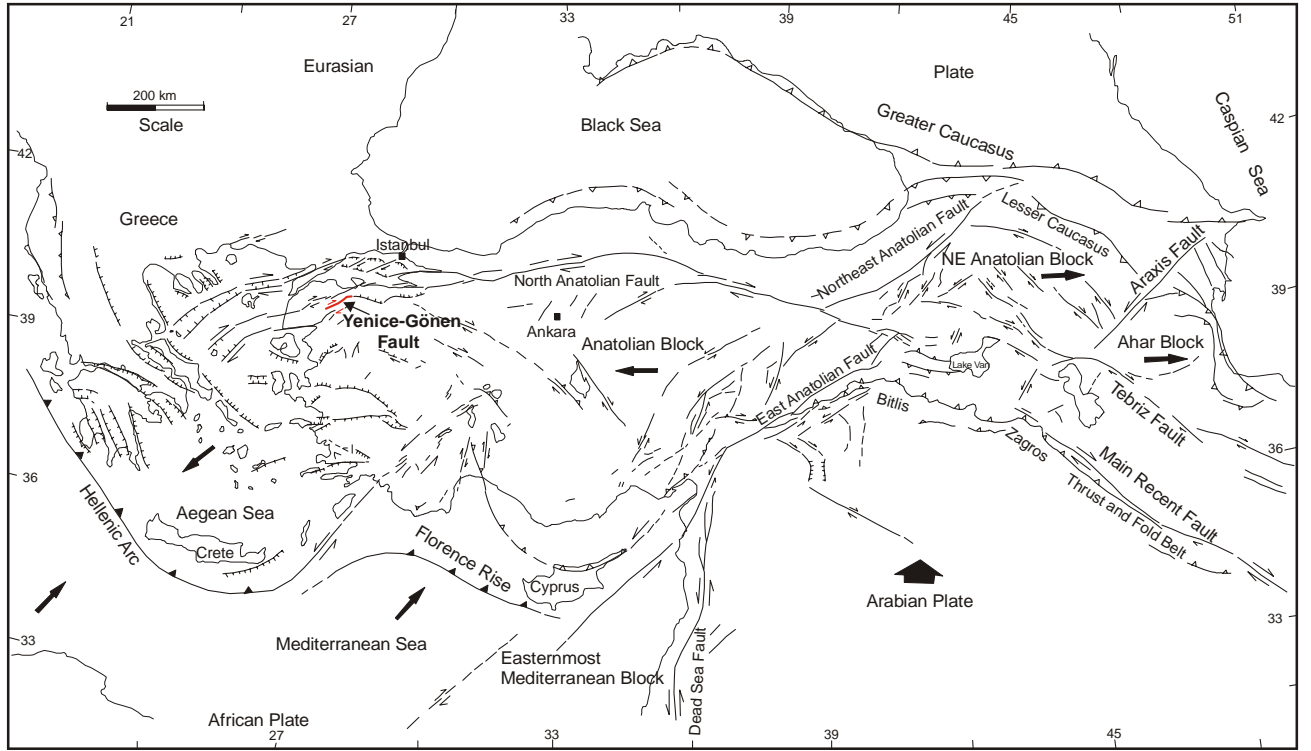 21
27
33
39
45
51
Eurasian
Plate
200 km
Scale
Black Sea
Greater Caucasus
Caspian Sea
42
42
Greece
Istanbul
Northeast Anatolian Fault
Lesser Caucasus
Araxis Fault
NE Anatolian Block
North Anatolian Fault
39
39
Yenice-Gönen
Fault
Ankara
Anatolian Block
Ahar Block
Lake Van
East Anatolian Fault
Bitlis
Tebriz Fault
36
36
Zagros
Main Recent Fault
Thrust and Fold Belt
Hellenic Arc
Aegean Sea
Crete
Florence Rise
Cyprus
Arabian Plate
33
33
Mediterranean Sea
Easternmost
Mediterranean Block
Dead Sea Fault
African Plate
27
33
39
45